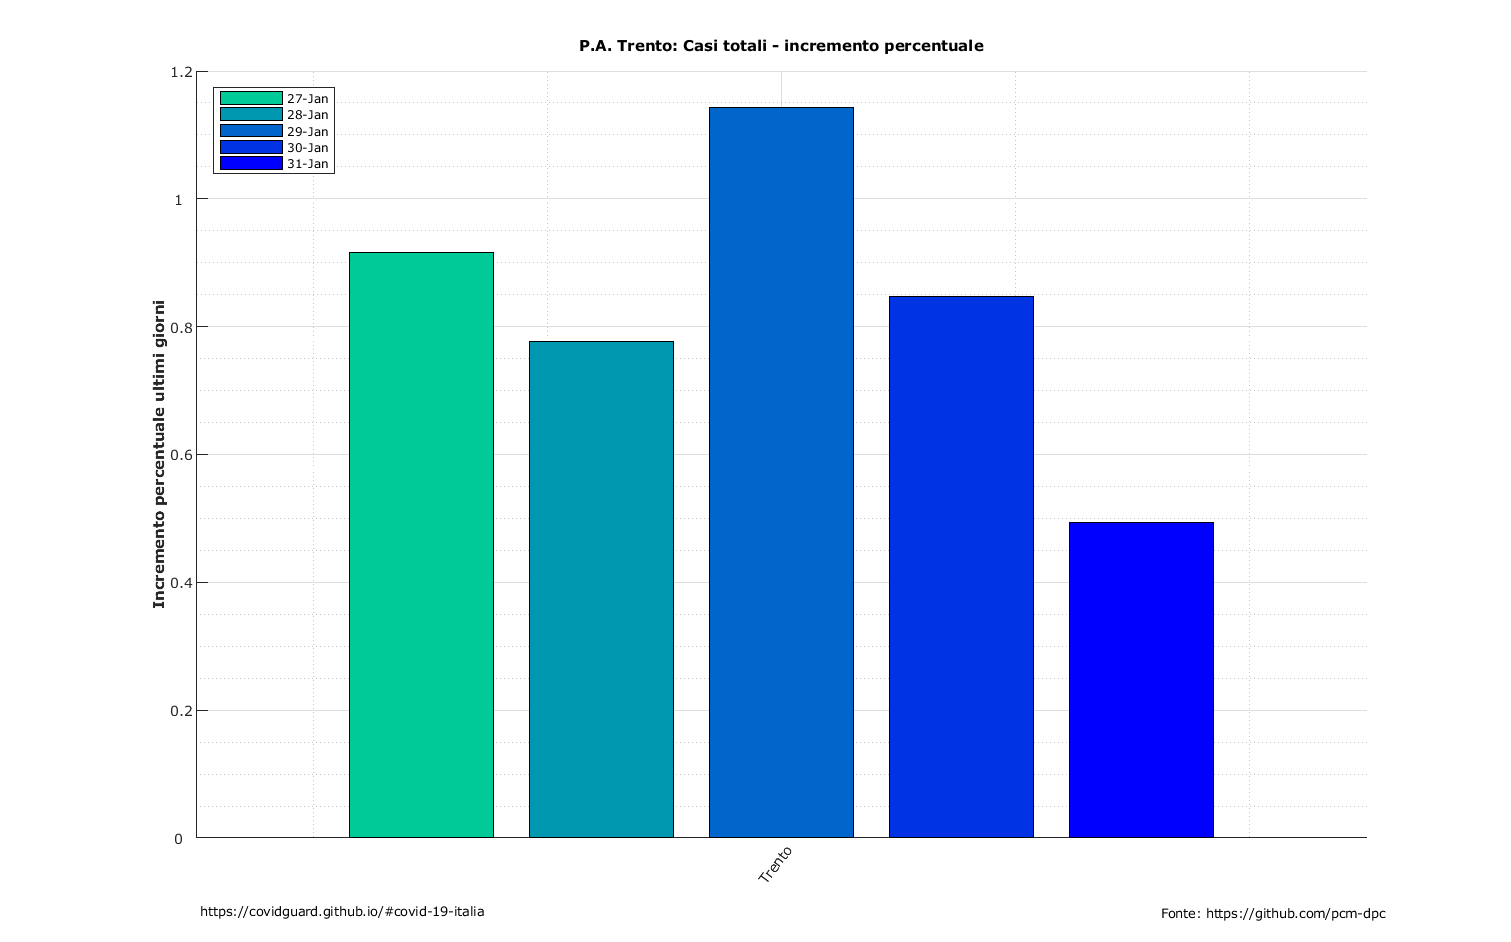 P.A. Trento: Casi totali - incremento percentuale
27-Jan
28-Jan
29-Jan
30-Jan
31-Jan
Incremento percentuale ultimi giorni
1.2
1
0.8
0.6
0.4
0.2
0
Trento
https://covidguard.github.io/#covid-19-italia
Fonte: https://github.com/pcm-dpc